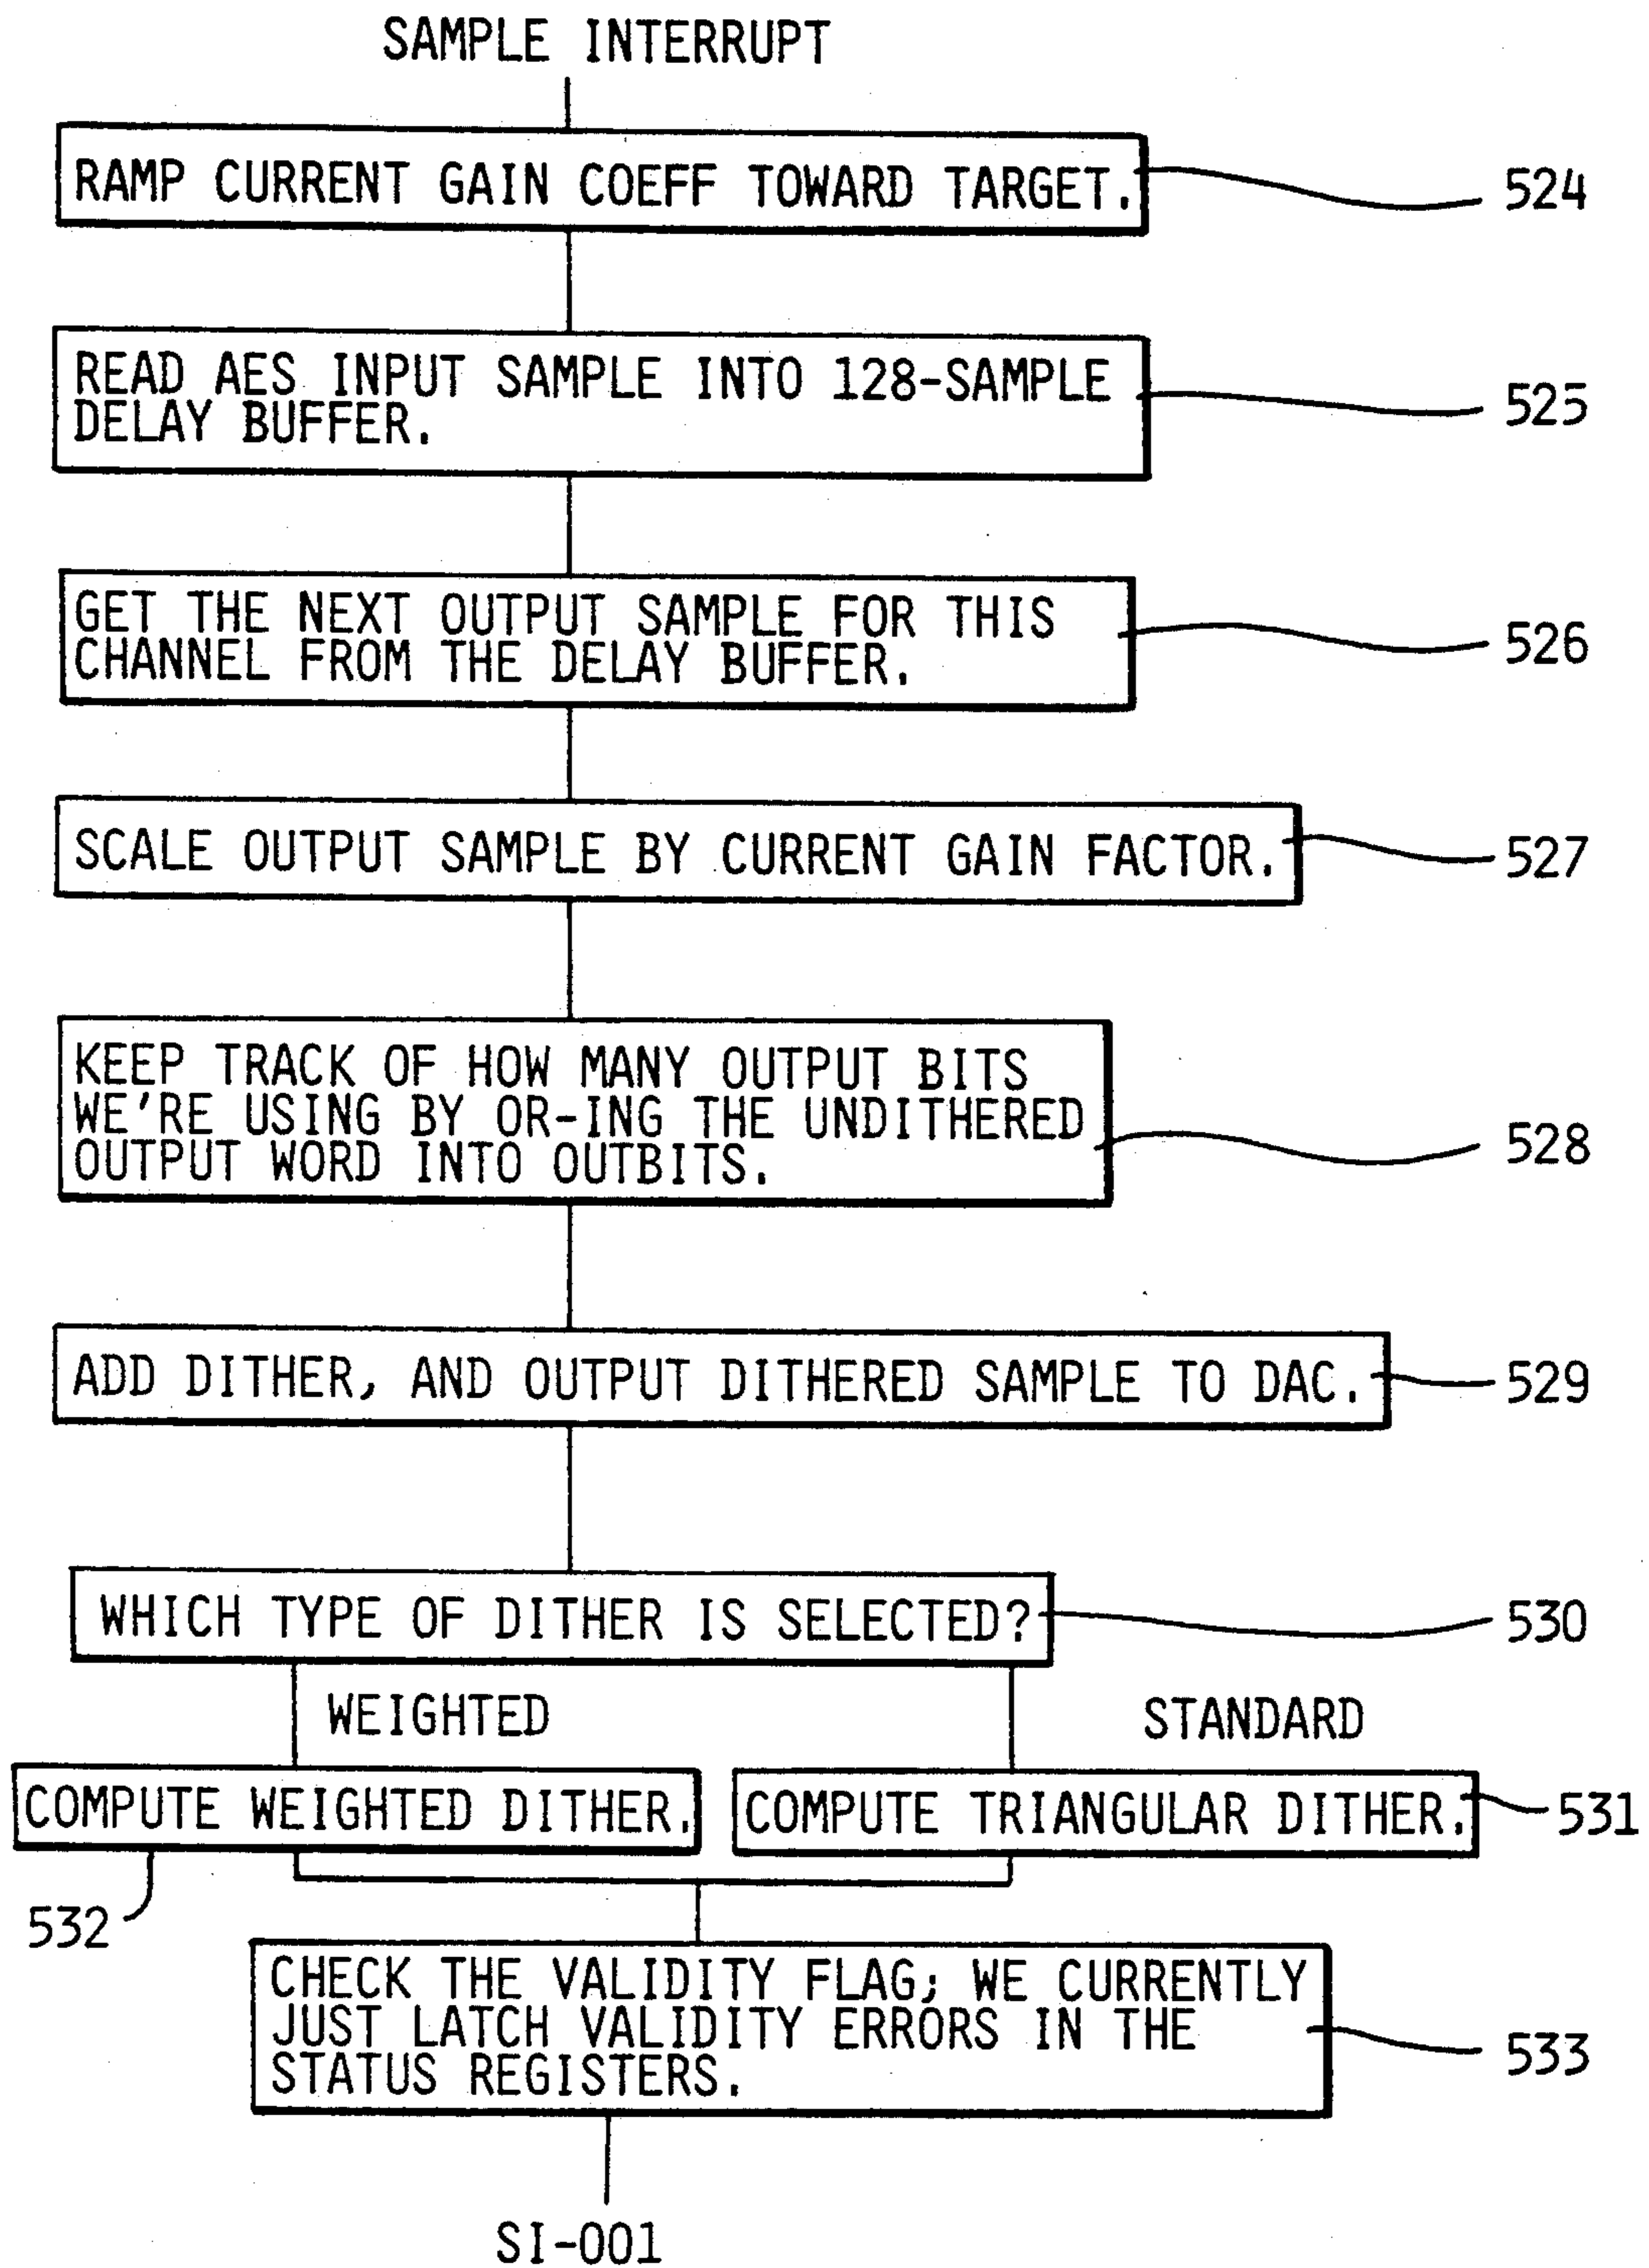 SAMPLE INTERRUPT
RAMP CURRENT GAIN COEFF TOWARD TARGET.
524
READ AES INPUT SAMPLE INTO 128-SAMPLE
DELAY BUFFER.
525
GET THE NEXT OUTPUT SAMPLE FOR THIS
CHANNEL FROM THE DELAY BUFFER.
526
SCALE OUTPUT SAMPLE BY CURRENT GAIN FACTOR.
527
KEEP TRACK OF HOW MANY OUTPUT BITS
WE'RE USING BY OR-ING THE UNDITHERED
OUTPUT WORD INTO OUTBITS.
528
ADD DITHER, AND OUTPUT DITHERED SAMPLE TO DAC.
529
WHICH TYPE OF DITHER IS SELECTED?
530
WEIGHTED
STANDARD
COMPUTE WEIGHTED DITHER.
COMPUTE TRIANGULAR DITHER.
531
532
CHECK THE VALIDITY FLAG; WE CURRENTLY
JUST LATCH VALIDITY ERRORS IN THE
STATUS REGISTERS.
533
SI-001